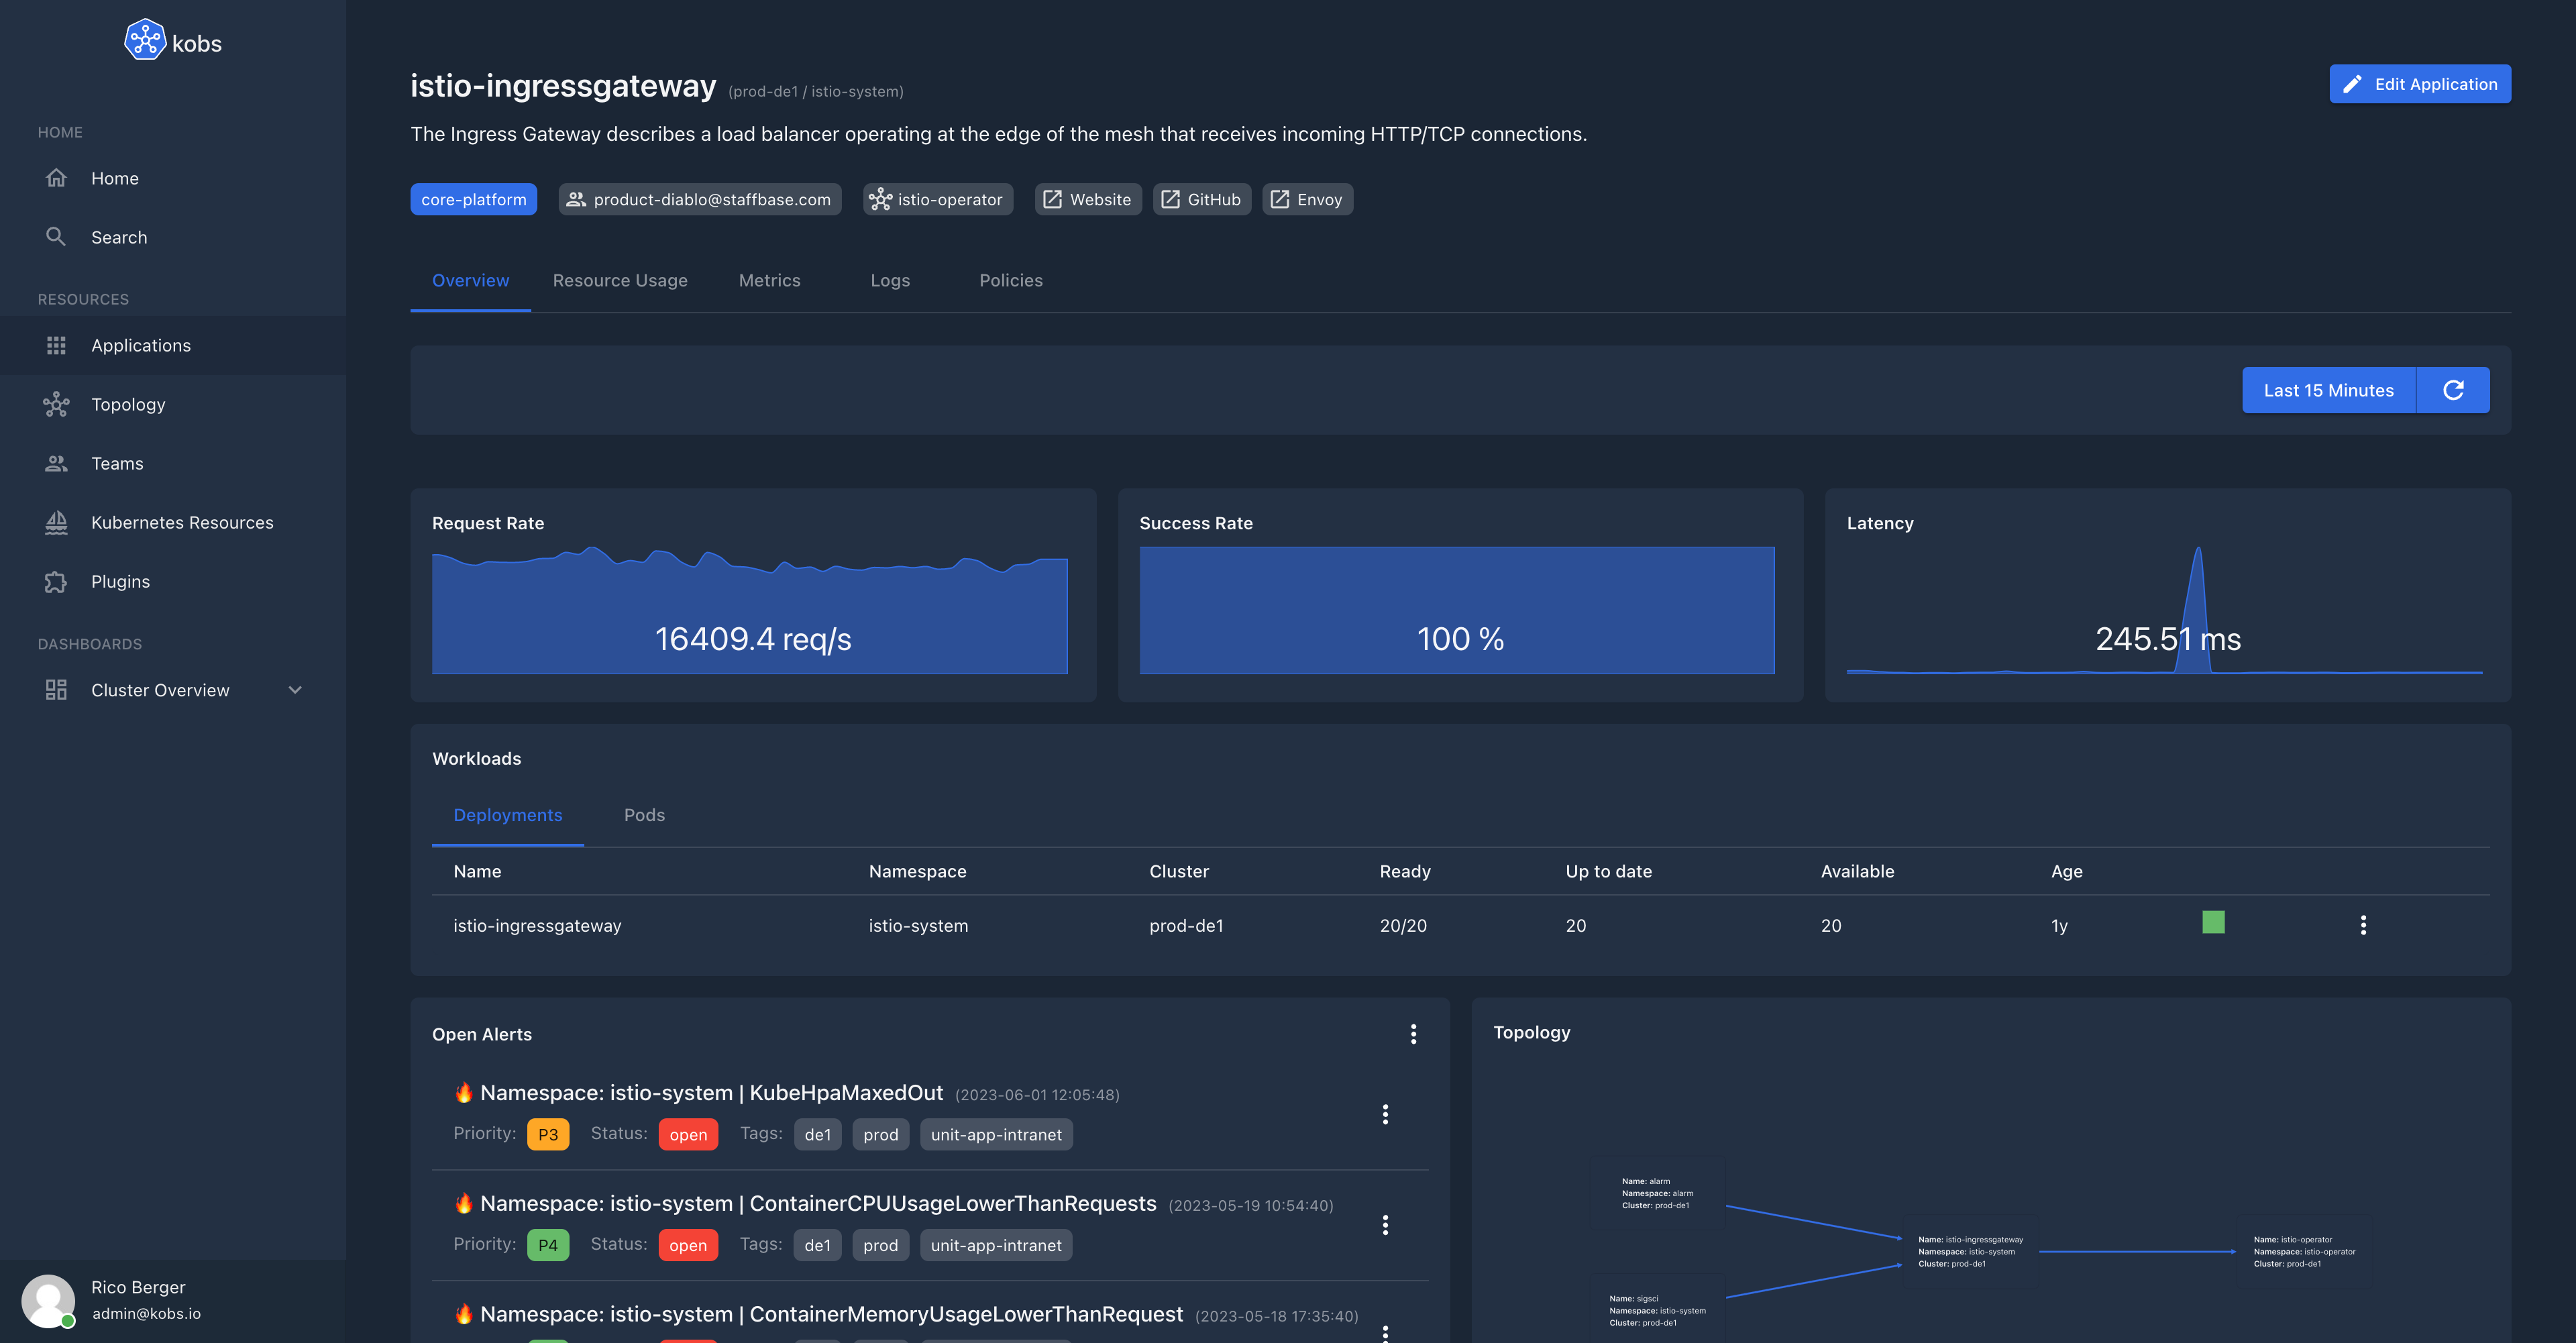 kobs
HOME
Home
Search
RESOURCES
Applications
Topology
Teams
Kubernetes Resources
Plugins
DASHBOARDS
Cluster Overview
Rico Berger
admin@kobs.io
istio-ingressgateway (prod-de1 / istio-system)
Edit Application
The Ingress Gateway describes a load balancer operating at the edge of the mesh that receives incoming HTTP/TCP connections.
core-platform product-diablo@staffbase.com istio-operator Website GitHub Envoy
Overview Resource Usage Metrics Logs Policies
Last 15 Minutes
Request Rate
16409.4 req/s
Success Rate
100 %
Latency
245.51 ms
Workloads
Deployments Pods
Name Namespace Cluster Ready Up to date Available Age
istio-ingressgateway istio-system prod-de1 20/20 20 20 1y
Open Alerts
🔥 Namespace: istio-system | KubeHpaMaxedOut (2023-06-01 12:05:48)
Priority: P3 Status: open Tags: de1 prod unit-app-intranet
🔥 Namespace: istio-system | ContainerCPUUsageLowerThanRequests (2023-05-19 10:54:40)
Priority: P4 Status: open Tags: de1 prod unit-app-intranet
🔥 Namespace: istio-system | ContainerMemoryUsageLowerThanRequest (2023-05-18 17:35:40)
Topology
Name: alarm
Namespace: alarm
Cluster: prod-de1
Name: sigsci
Namespace: istio-system
Cluster: prod-de1
Name: istio-ingressgateway
Namespace: istio-system
Cluster: prod-de1
Name: istio-operator
Namespace: istio-operator
Cluster: prod-de1